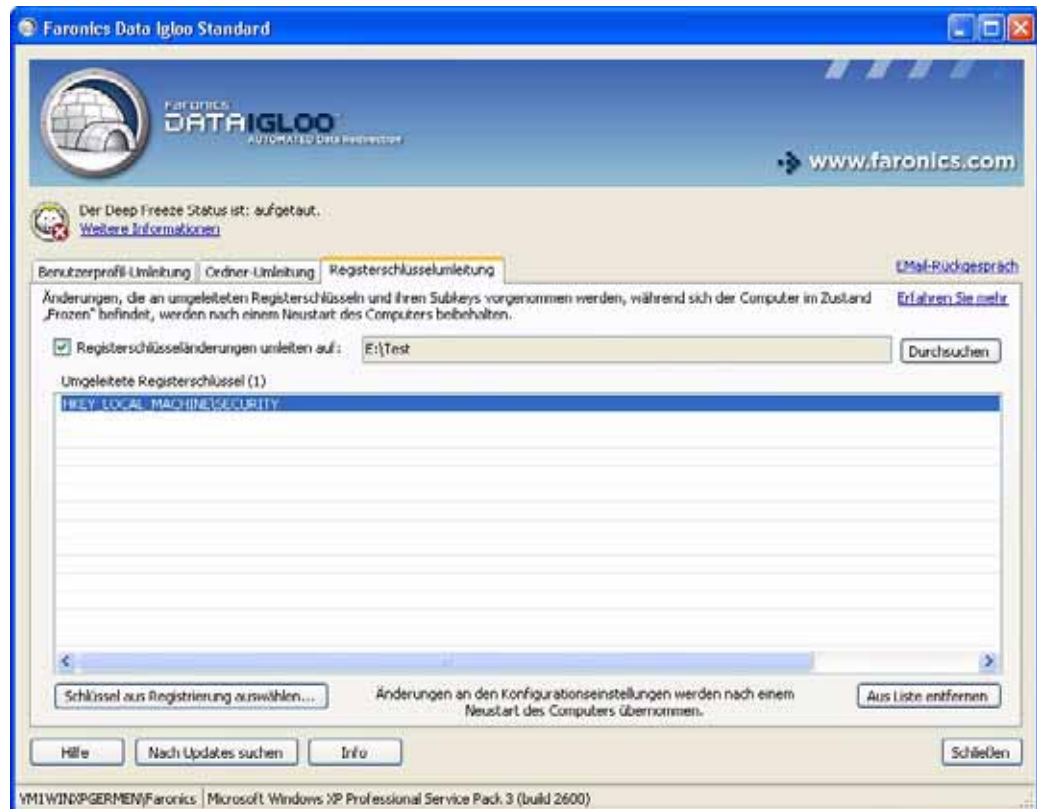 Faronics Data Igloo Standard
FARONICS
DATAIGLOO
AUTOMATED Data Redirection
www.faronics.com
Der Deep Freeze Status ist: aufgetaut.
Weitere Informationen
Benutzerprofil-Umleitung Ordner-Umleitung Registerschlüsselumleitung
EMail-Rückgespräch
Änderungen, die an umgeleiteten Registerschlüsseln und ihren Subkeys vorgenommen werden, während sich der Computer im Zustand
„Frozen" befindet, werden nach einem Neustart des Computers beibehalten.
Erfahren Sie mehr
Registerschlüsseländerungen umleiten auf: E:\Test Durchsuchen
Umgeleitete Registerschlüssel (1)
HKEY_LOCAL_MACHINE\SECURITY
Schlüssel aus Registrierung auswählen...
Änderungen an den Konfigurationseinstellungen werden nach einem
Neustart des Computers übernommen.
Aus Liste entfernen
Hilfe Nach Updates suchen Info Schließen
VM1WINXPGERMEN\Faronics Microsoft Windows XP Professional Service Pack 3 (build 2600)